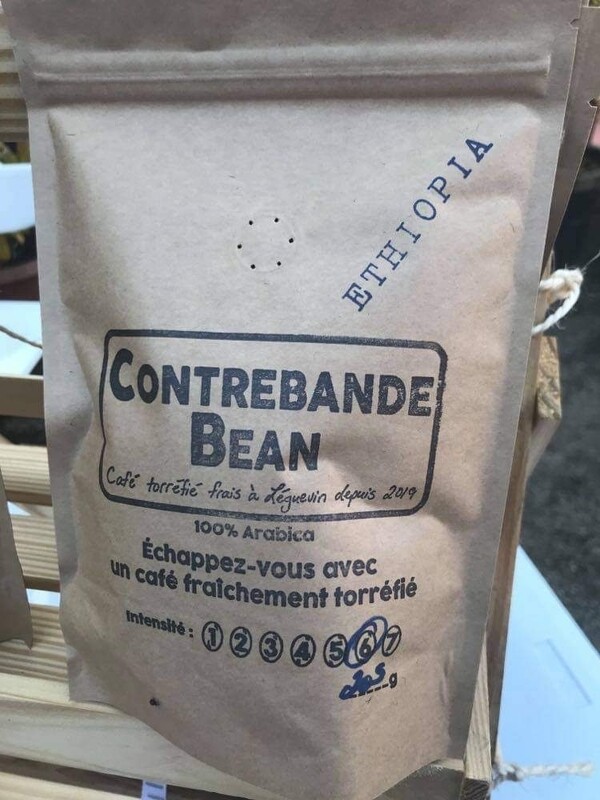 ETHIOPIA
CONTREBANDE
BEAN
Café torréfié frais à Léguevin depuis 2019
100% Arabica
Échappez-vous avec
un café fraîchement torréfié
Intensité : 1 2 3 4 5 6 7
g